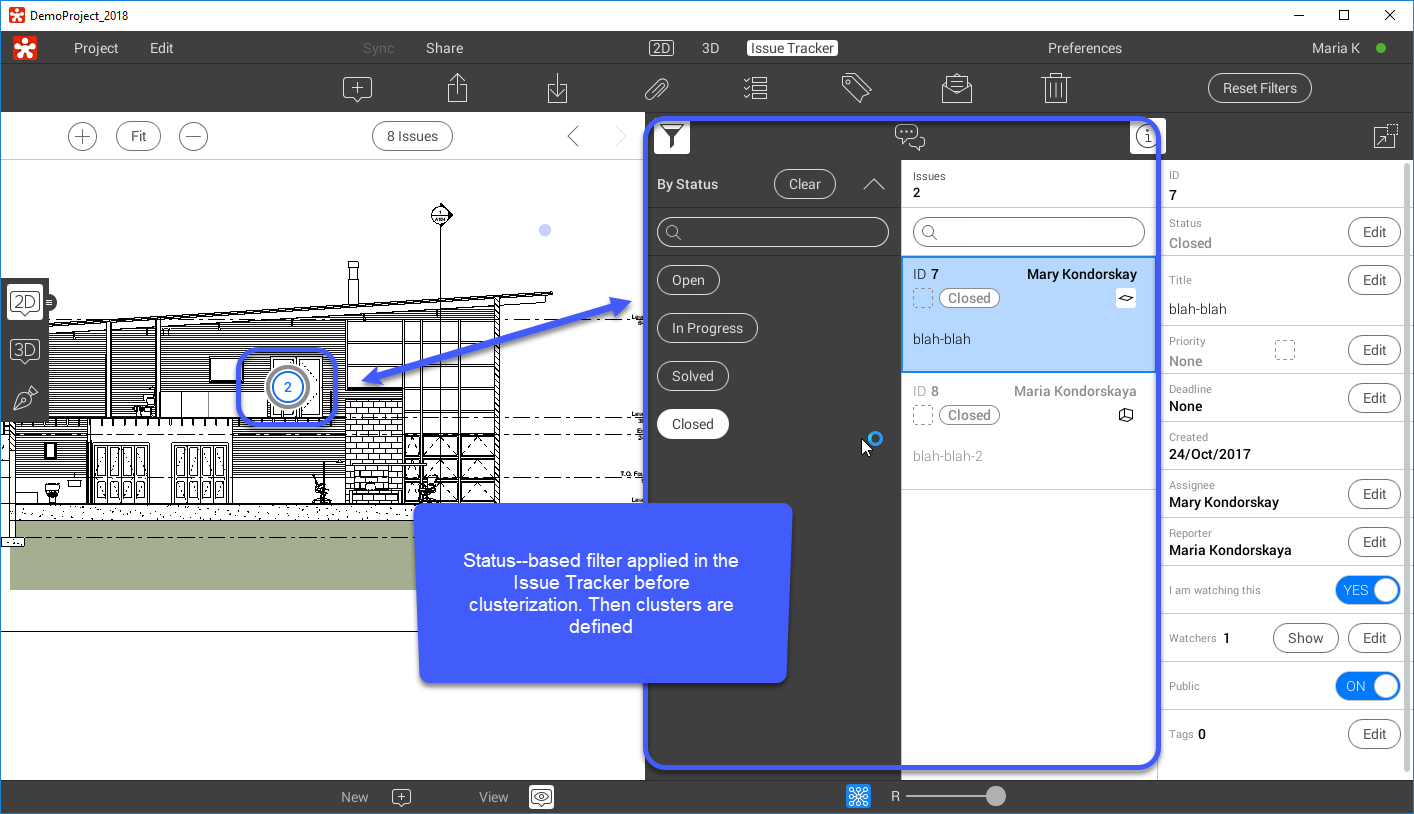 DemoProject_2018
Project Edit Sync Share 2D 3D Issue Tracker Preferences Maria K
Reset Filters
Fit 8 Issues
2D
3D
2
By Status Clear
Open
In Progress
Solved
Closed
Issues
2
ID 7 Mary Kondorskay
Closed
blah-blah
ID 8 Maria Kondorskaya
Closed
blah-blah-2
ID
7
Status
Closed
Edit
Title
Edit
blah-blah
Priority
None
Edit
Deadline
None
Edit
Created
24/Oct/2017
Assignee
Mary Kondorskay
Edit
Reporter
Maria Kondorskaya
Edit
I am watching this YES
Watchers 1 Show Edit
Public ON
Tags 0 Edit
Status--based filter applied in the
Issue Tracker before
clusterization. Then clusters are
defined
New View R